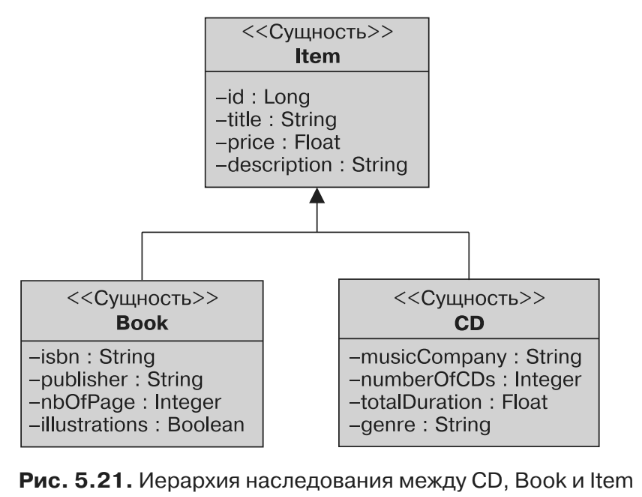 <<Сущность>>
Item
–id : Long
–title : String
–price : Float
–description : String
<<Сущность>>
Book
–isbn : String
–publisher : String
–nbOfPage : Integer
–illustrations : Boolean
<<Сущность>>
CD
–musicCompany : String
–numberOfCDs : Integer
–totalDuration : Float
–genre : String
Рис. 5.21. Иерархия наследования между CD, Book и Item